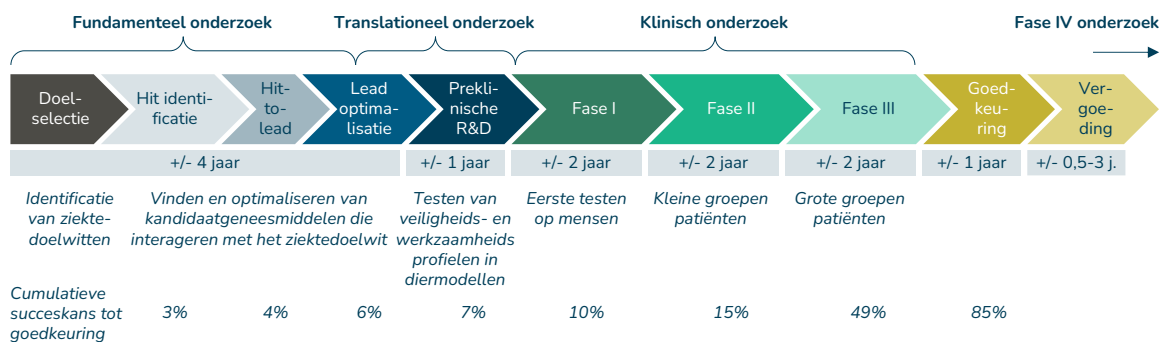 Fundamenteel onderzoek
Translationeel onderzoek
Klinisch onderzoek
Fase IV onderzoek
Doel-
selectie
Hit identi-
ficatie
Hit-
to-
lead
Lead
optima-
lisatie
Prekli-
nische
R&D
Fase I
Fase II
Fase III
Goed-
keu-
ring
Ver-
goe-
ding
+/- 4 jaar
+/- 1 jaar
+/- 2 jaar
+/- 2 jaar
+/- 2 jaar
+/- 1 jaar
+/- 0,5-3 j.
Identificatie
van ziekte-
doelwitten
Vinden en optimaliseren van
kandidaatgeneesmiddelen die
interageren met het ziektedoelwit
Testen van
veiligheids- en
werkzaamheids
profielen in
diermodellen
Eerste testen
op mensen
Kleine groepen
patiënten
Grote groepen
patiënten
Cumulatieve
succeskans tot
goedkeuring
3%
4%
6%
7%
10%
15%
49%
85%